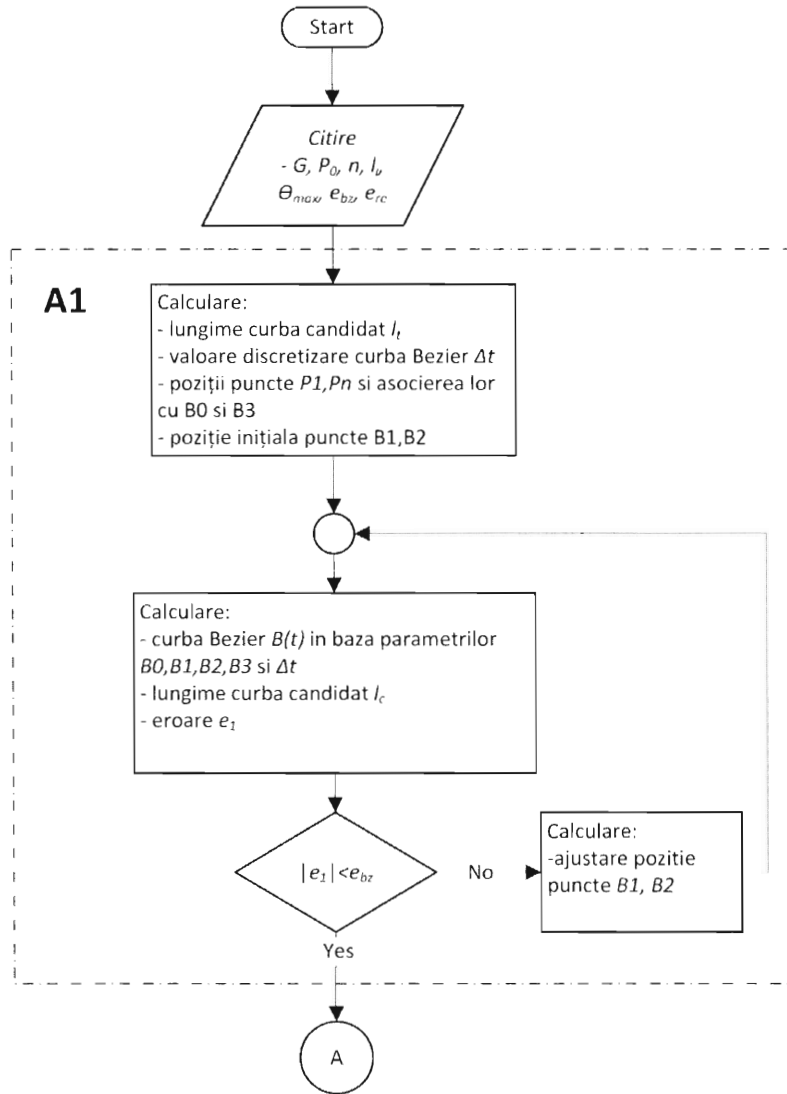 Start
Citire
- G, P₀, n, lᵢ,
Θmax, ebz, erc
A1
Calculare:
- lungime curba candidat lₜ
- valoare discretizare curba Bezier Δt
- poziții puncte P1,Pn si asocierea lor
cu B0 si B3
- poziție inițiala puncte B1,B2
Calculare:
- curba Bezier B(t) in baza parametrilor
B0,B1,B2,B3 si Δt
- lungime curba candidat lc
- eroare e₁
|e₁|<ebz
No
Calculare:
-ajustare pozitie
puncte B1, B2
Yes
A